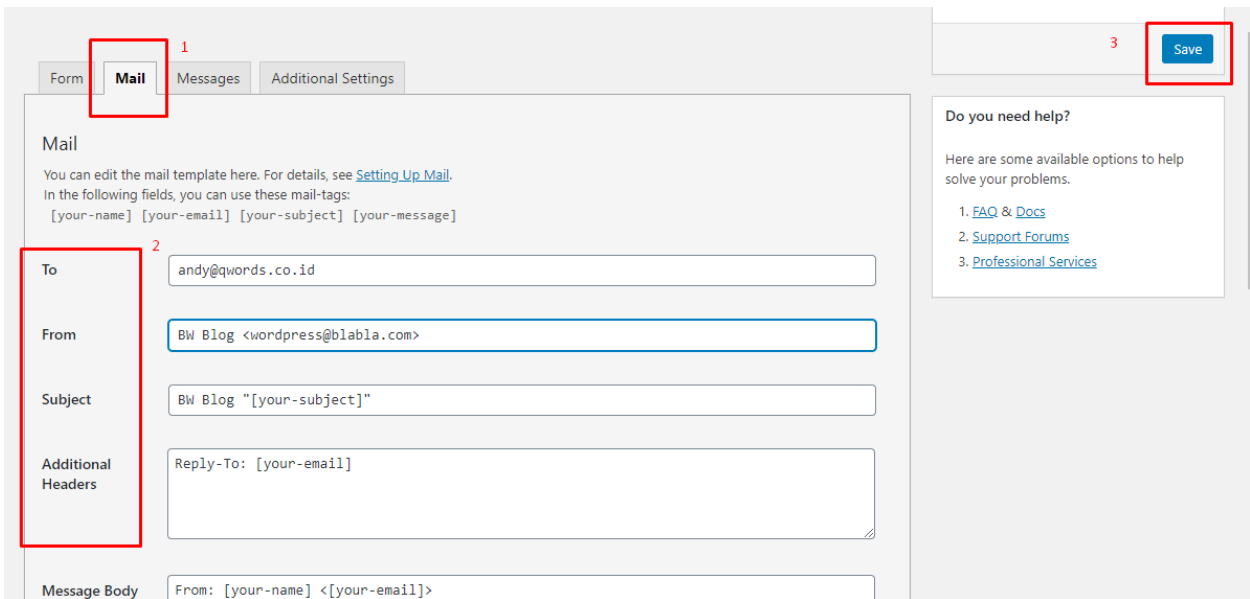 1
3
Save
Form
Mail
Messages
Additional Settings
Mail
You can edit the mail template here. For details, see Setting Up Mail.
In the following fields, you can use these mail-tags:
[your-name] [your-email] [your-subject] [your-message]
2
To
andy@qwords.co.id
From
BW Blog <wordpress@blabla.com>
Subject
BW Blog "[your-subject]"
Additional
Headers
Reply-To: [your-email]
Message Body
From: [your-name] <[your-email]>
Do you need help?
Here are some available options to help
solve your problems.
1. FAQ & Docs
2. Support Forums
3. Professional Services